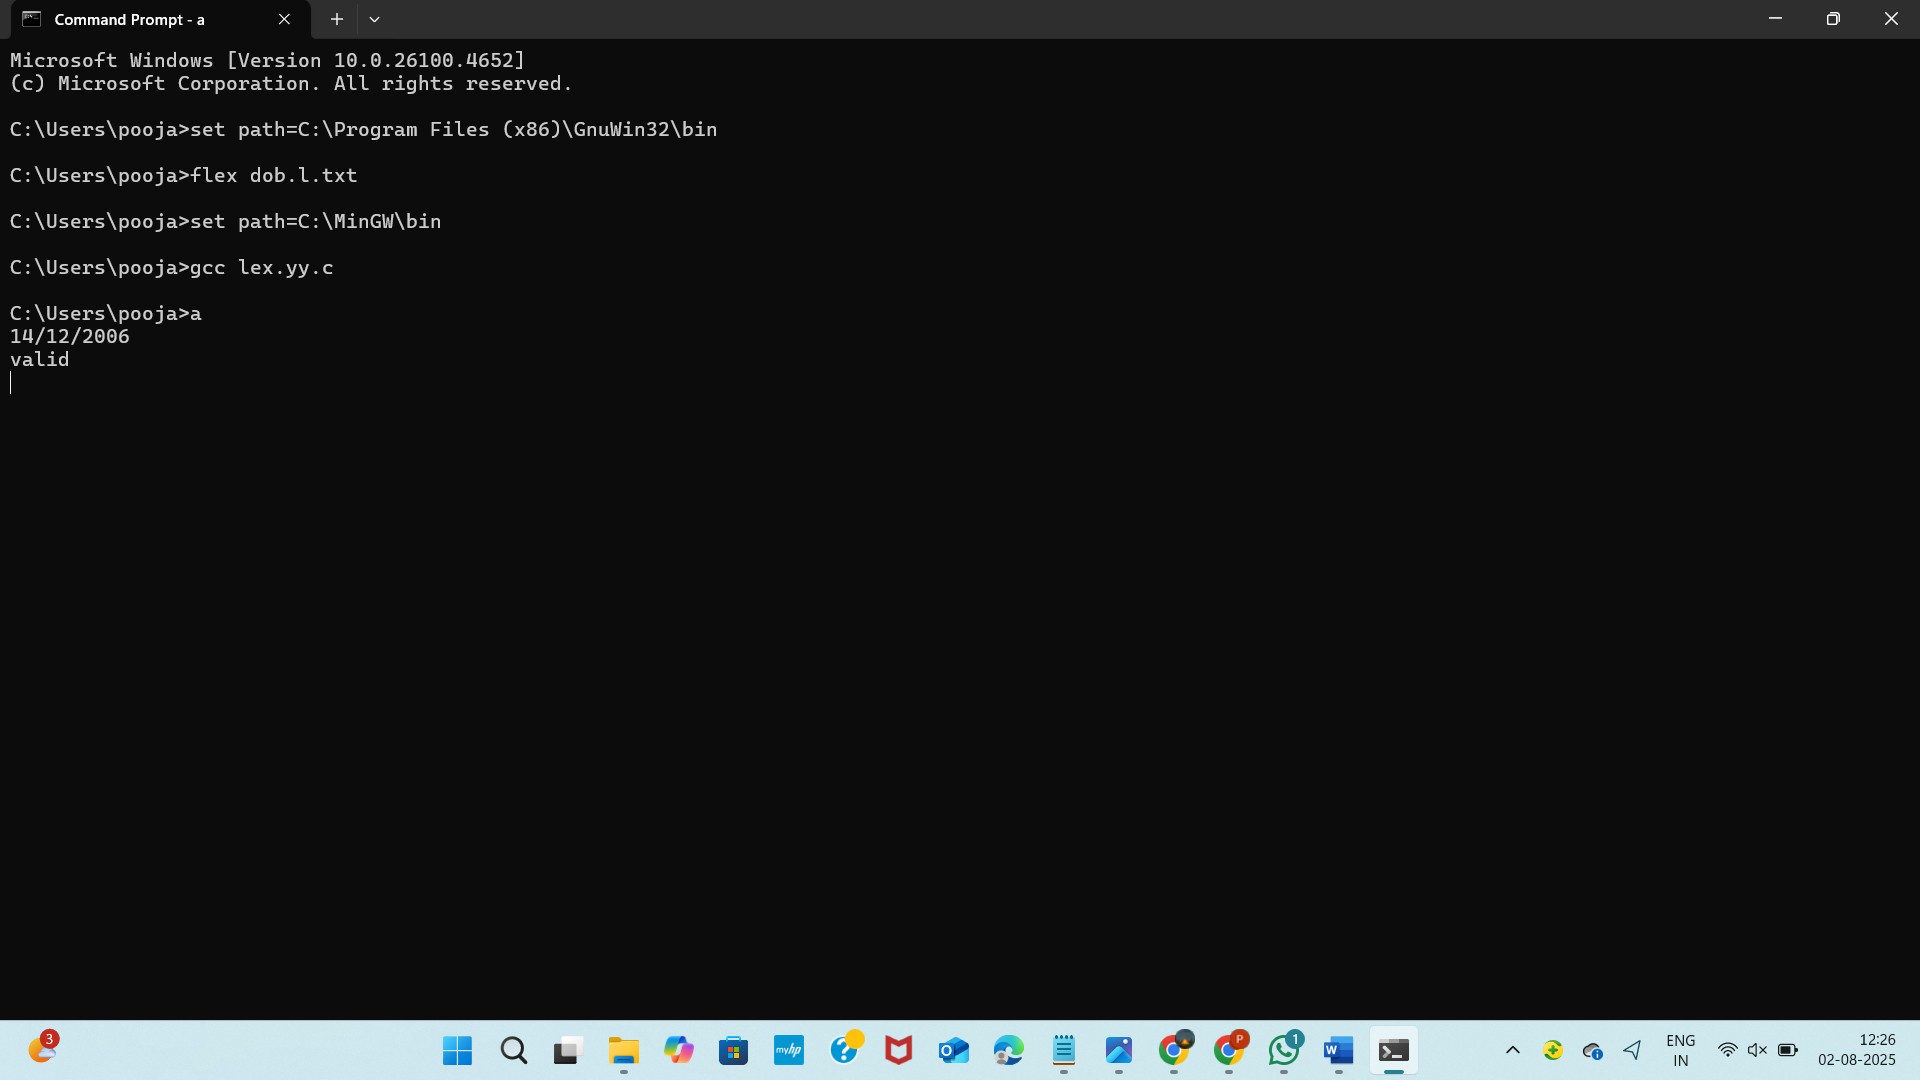 Command Prompt - a
Microsoft Windows [Version 10.0.26100.4652]
(c) Microsoft Corporation. All rights reserved.
C:\Users\pooja>set path=C:\Program Files (x86)\GnuWin32\bin
C:\Users\pooja>flex dob.l.txt
C:\Users\pooja>set path=C:\MinGW\bin
C:\Users\pooja>gcc lex.yy.c
C:\Users\pooja>a
14/12/2006
valid
3
myhp
P
1
W
ENG
IN
12:26
02-08-2025